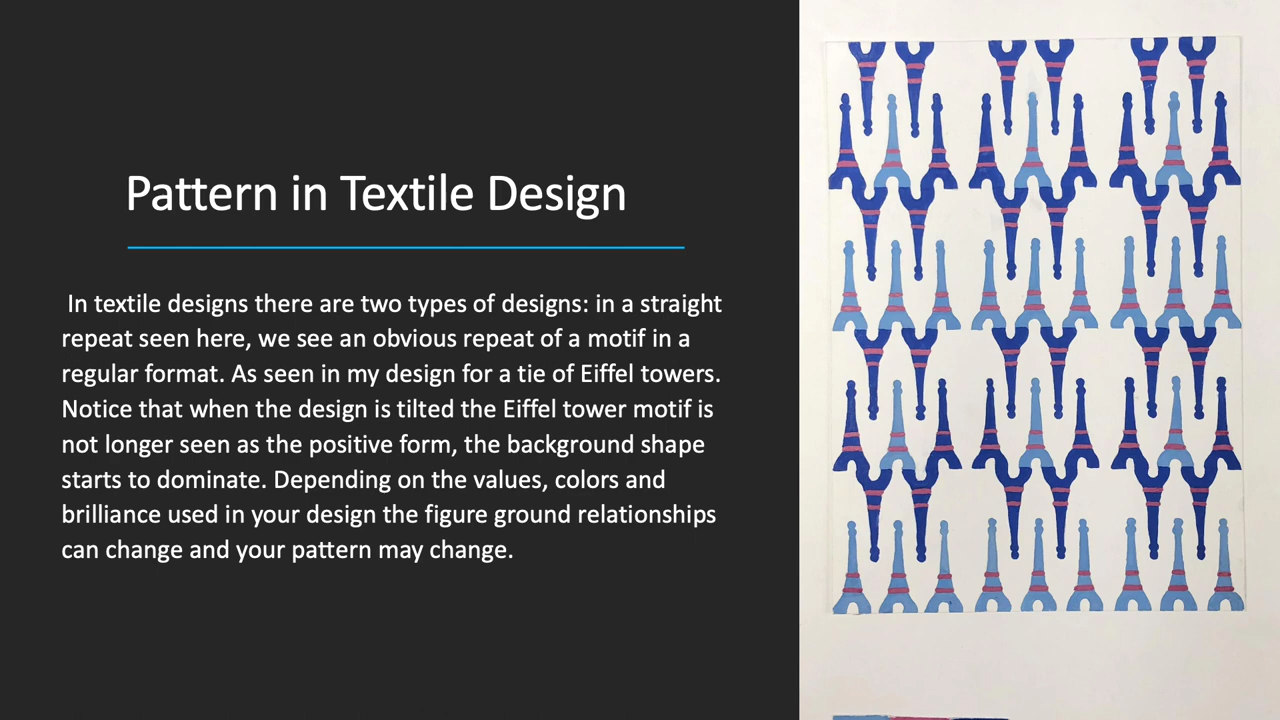 Pattern in Textile Design
In textile designs there are two types of designs: in a straight
repeat seen here, we see an obvious repeat of a motif in a
regular format. As seen in my design for a tie of Eiffel towers.
Notice that when the design is tilted the Eiffel tower motif is
not longer seen as the positive form, the background shape
starts to dominate. Depending on the values, colors and
brilliance used in your design the figure ground relationships
can change and your pattern may change.